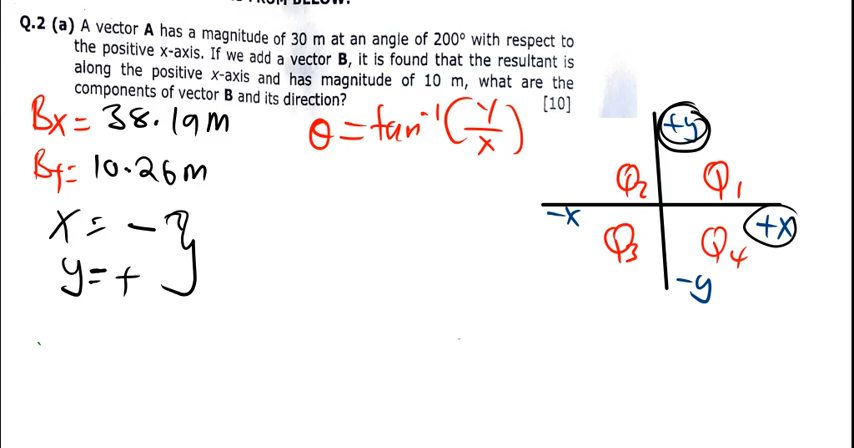 Q.2 (a) A vector A has a magnitude of 30 m at an angle of 200° with respect to
the positive x-axis. If we add a vector B, it is found that the resultant is
along the positive x-axis and has magnitude of 10 m, what are the
components of vector B and its direction?
[10]
Bx = 38.19m
θ = tan⁻¹(y/x)
By = 10.26m
x = -
y = +
+y
Q2
Q1
-x
+x
Q3
Q4
-y